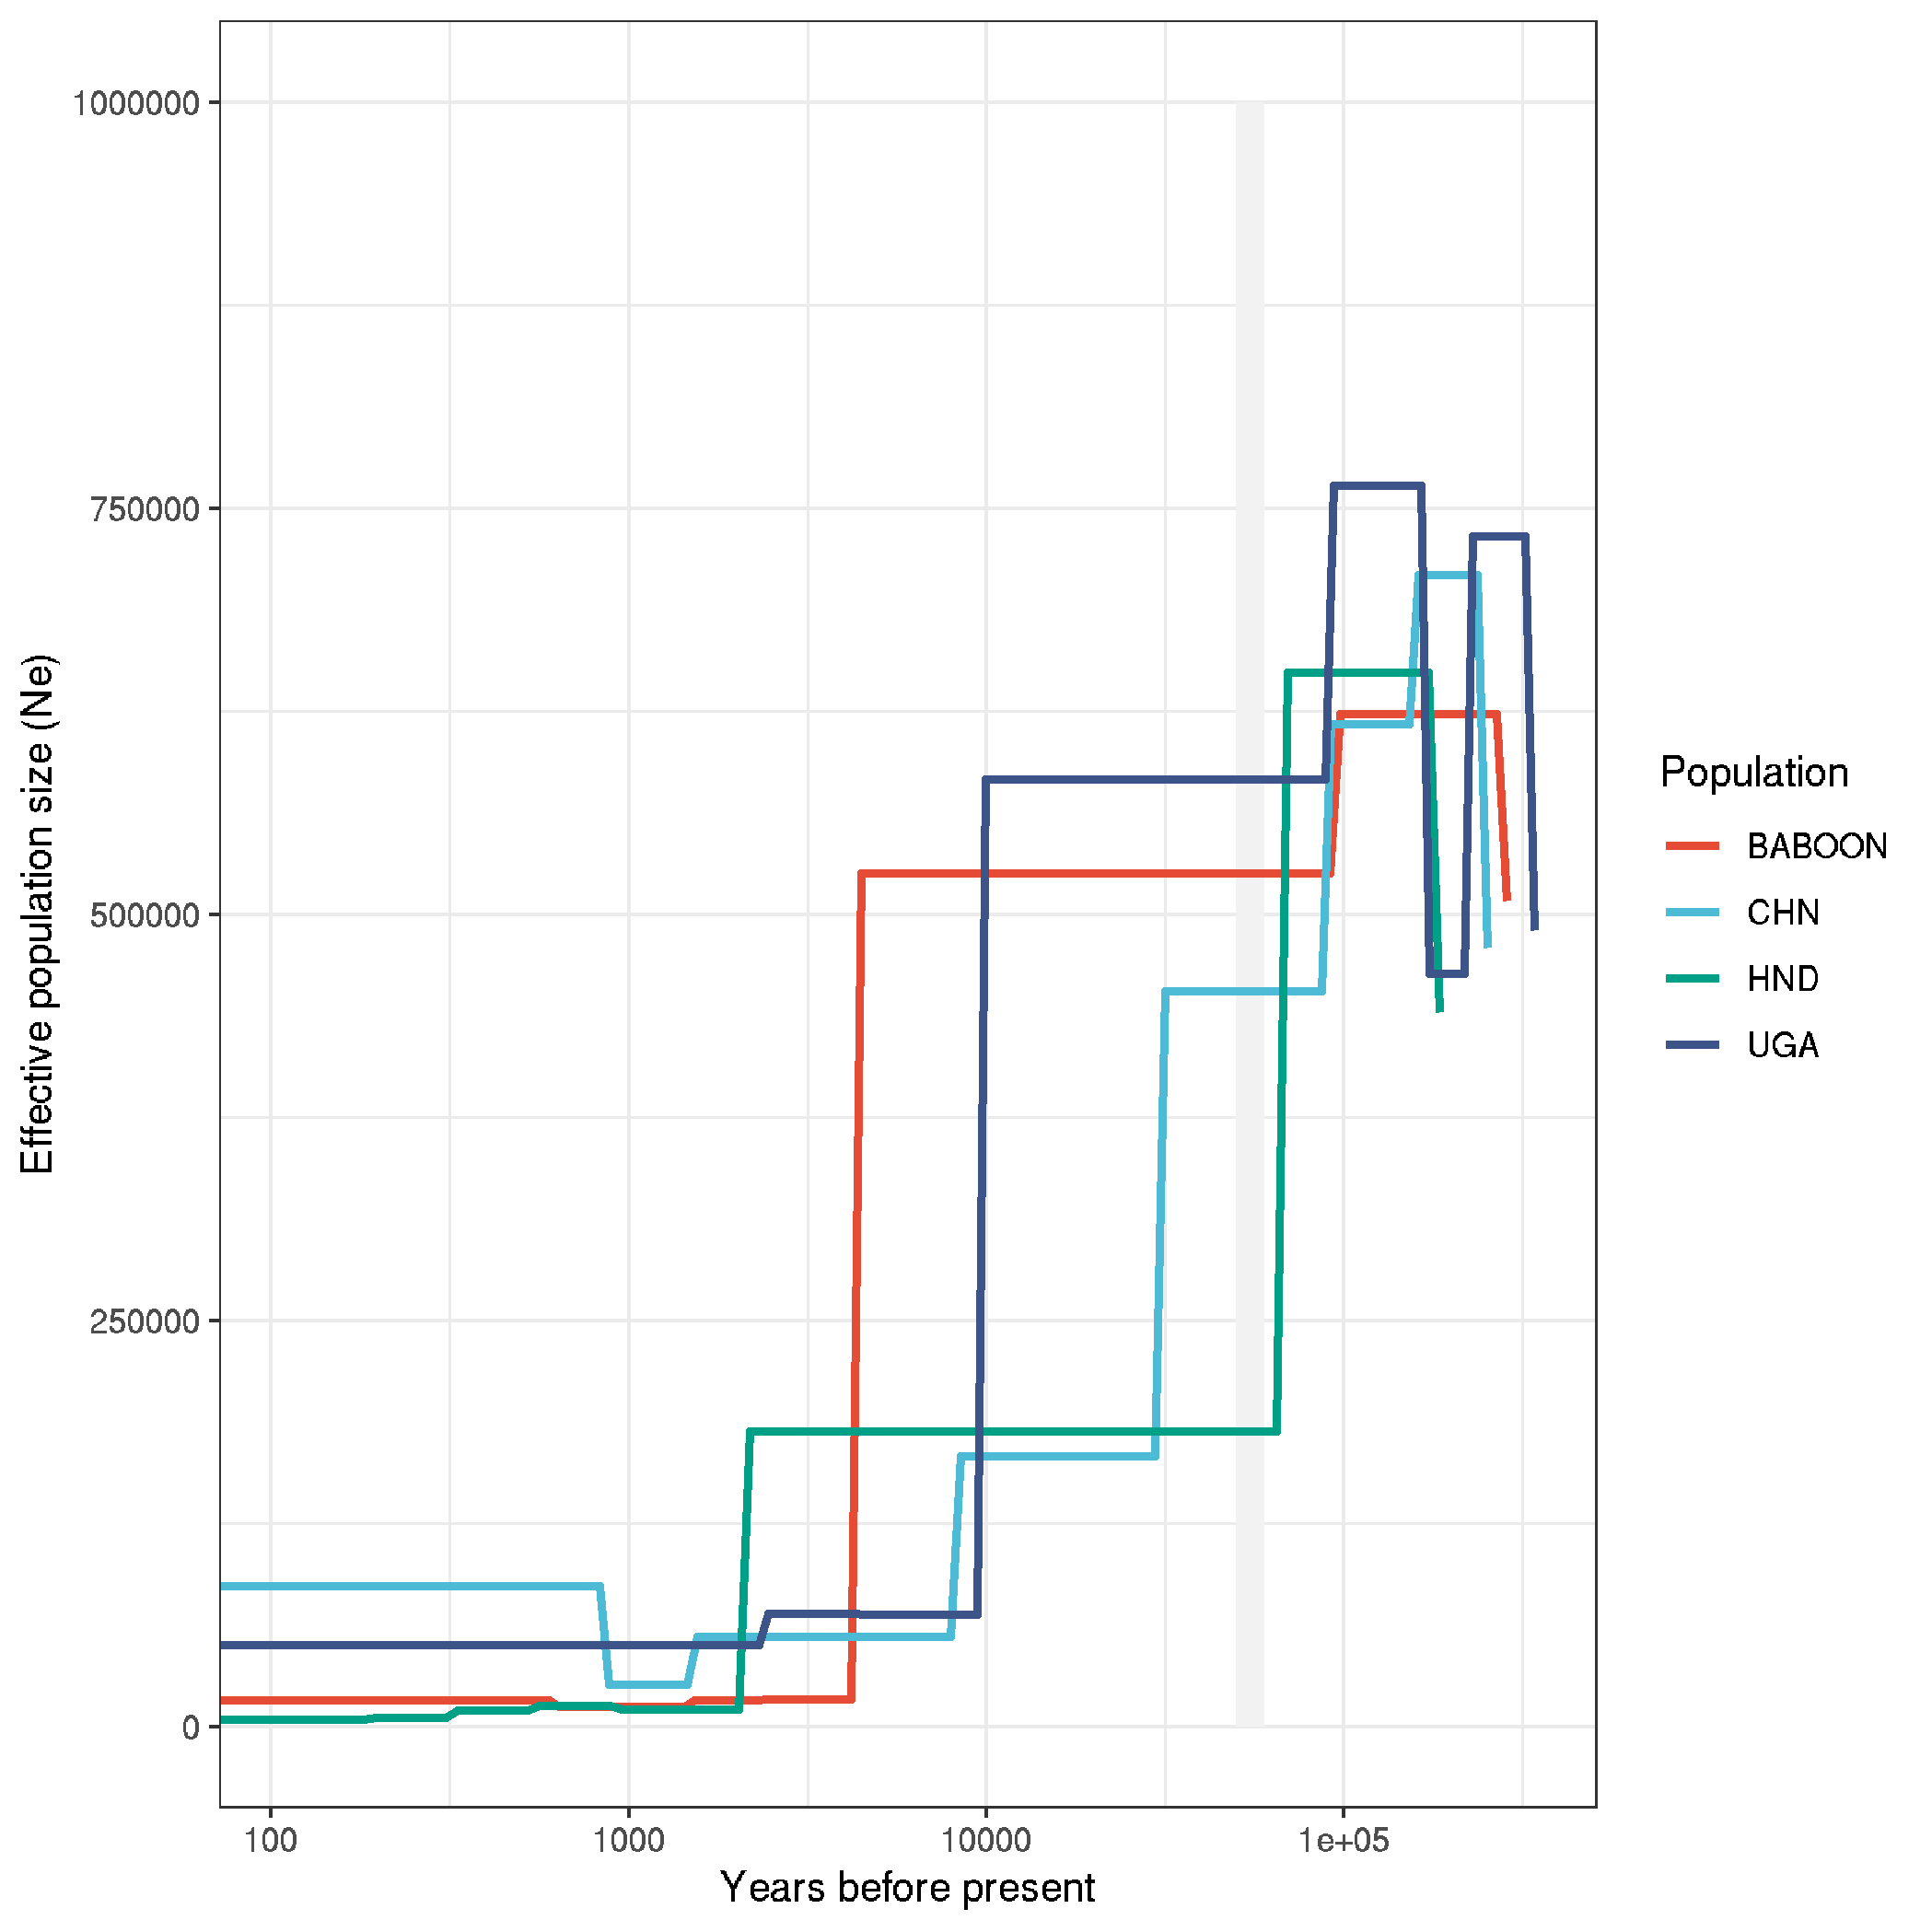 1000000
750000
500000
250000
0
Effective population size (Ne)
100
1000
10000
1e+05
Years before present
Population
BABOON
CHN
HND
UGA